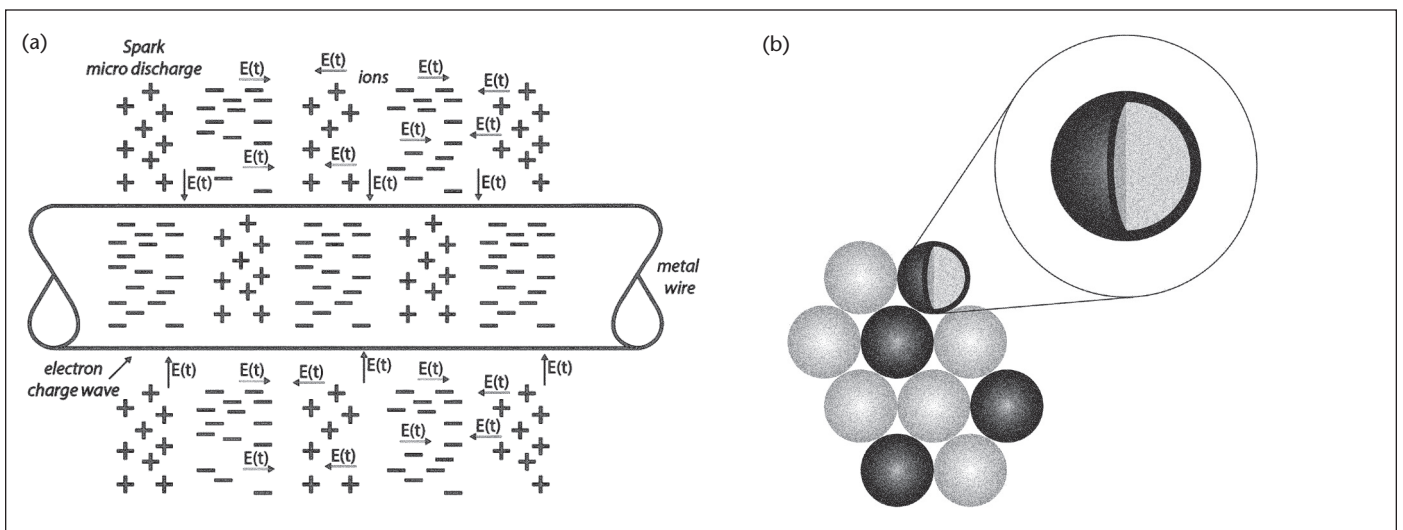 (a)
Spark
micro discharge
E(t)
E(t)
ions
E(t)
E(t)
E(t)
E(t)
E(t)
E(t)
E(t)
E(t)
E(t)
metal
wire
electron
charge wave
E(t)
E(t)
E(t)
E(t)
E(t)
E(t)
E(t)
E(t)
E(t)
E(t)
E(t)
(b)